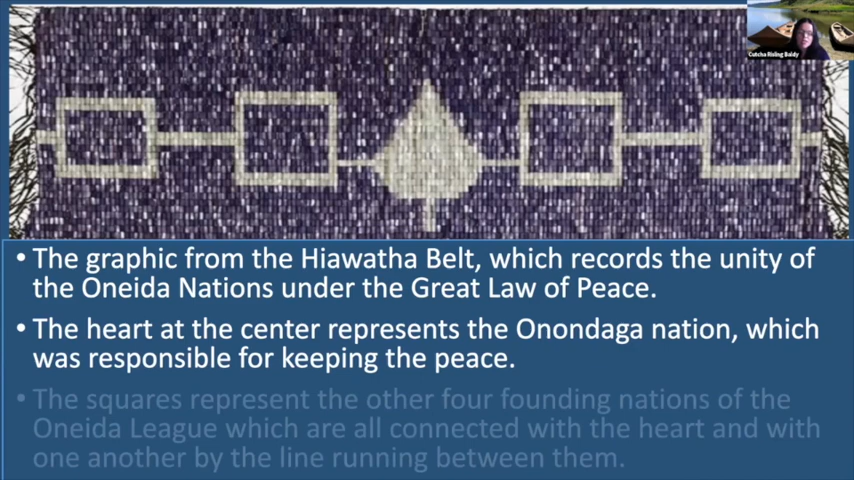 Cutcha Risling Baldy
• The graphic from the Hiawatha Belt, which records the unity of
the Oneida Nations under the Great Law of Peace.
• The heart at the center represents the Onondaga nation, which
was responsible for keeping the peace.
• The squares represent the other four founding nations of the
Oneida League which are all connected with the heart and with
one another by the line running between them.